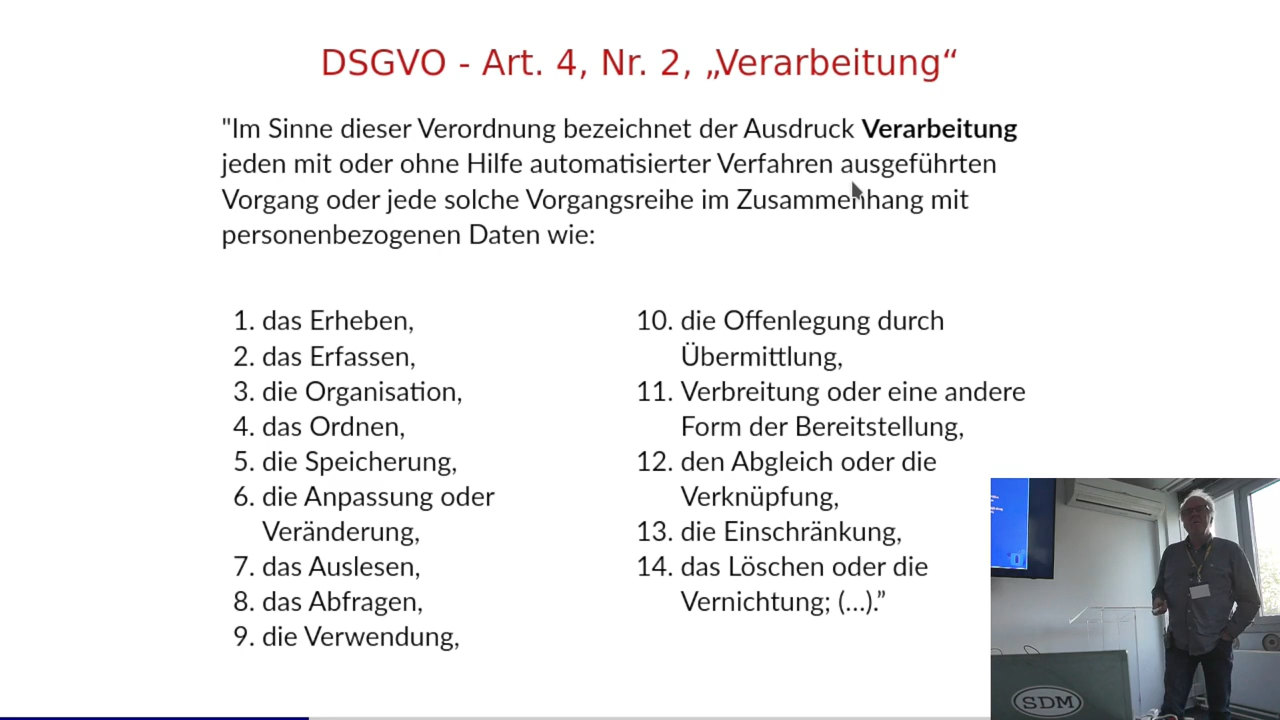 DSGVO - Art. 4, Nr. 2, „Verarbeitung“
"Im Sinne dieser Verordnung bezeichnet der Ausdruck Verarbeitung
jeden mit oder ohne Hilfe automatisierter Verfahren ausgeführten
Vorgang oder jede solche Vorgangsreihe im Zusammenhang mit
personenbezogenen Daten wie:
1. das Erheben,
2. das Erfassen,
3. die Organisation,
4. das Ordnen,
5. die Speicherung,
6. die Anpassung oder
Veränderung,
7. das Auslesen,
8. das Abfragen,
9. die Verwendung,
10. die Offenlegung durch
Übermittlung,
11. Verbreitung oder eine andere
Form der Bereitstellung,
12. den Abgleich oder die
Verknüpfung,
13. die Einschränkung,
14. das Löschen oder die
Vernichtung; (...).”
SDM